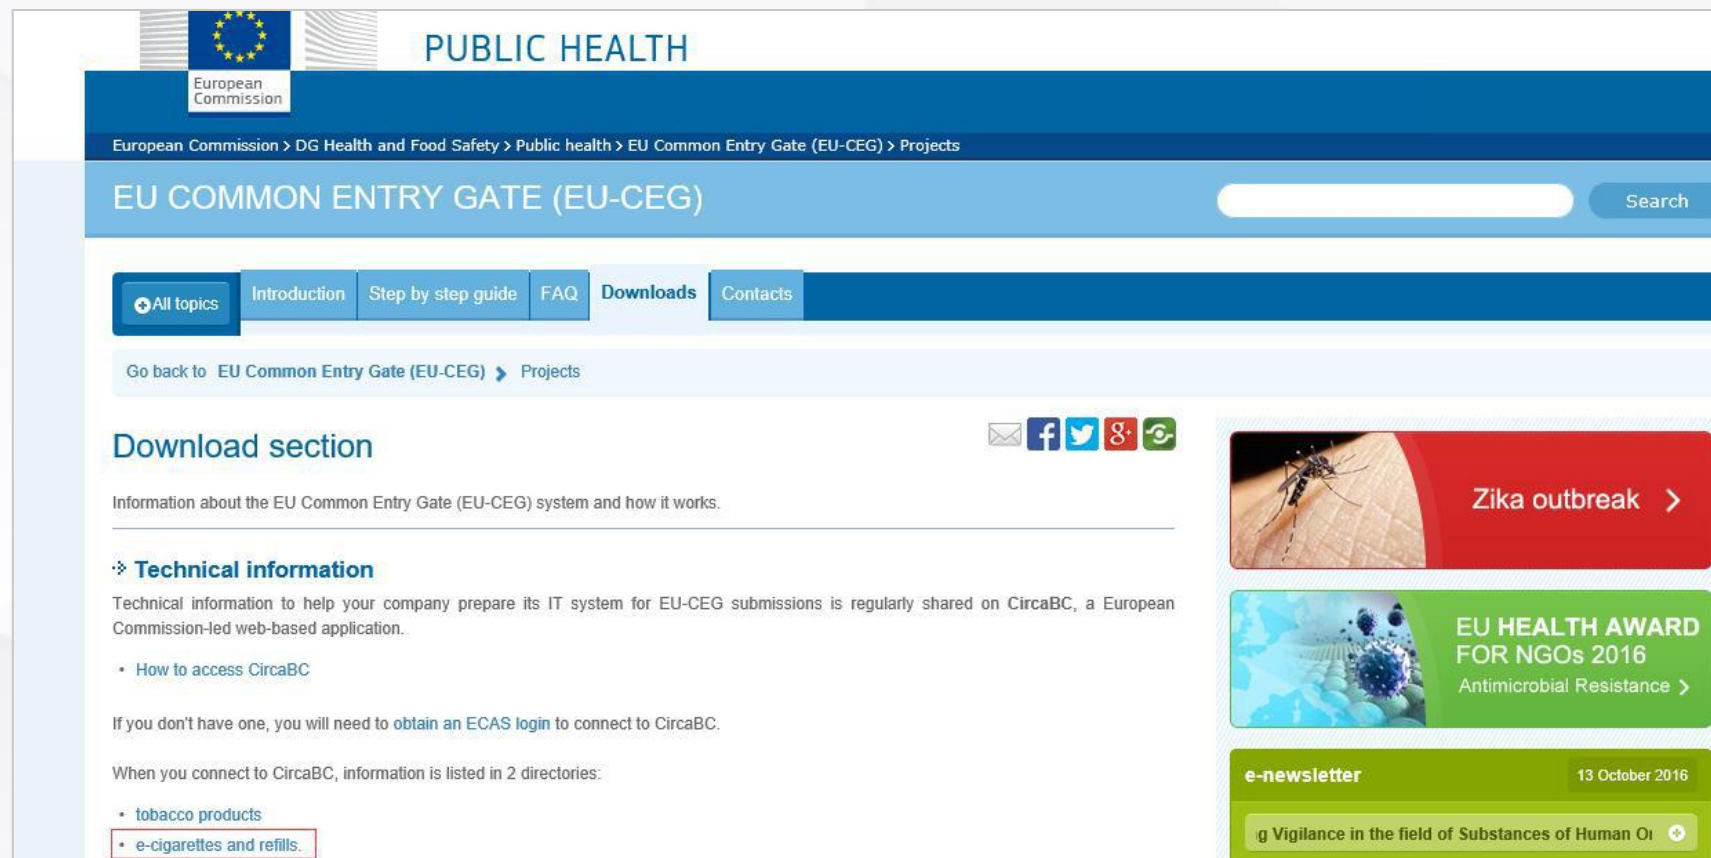 PUBLIC HEALTH
European
Commission
European Commission > DG Health and Food Safety > Public health > EU Common Entry Gate (EU-CEG) > Projects
EU COMMON ENTRY GATE (EU-CEG)
Search
All topics
Introduction
Step by step guide
FAQ
Downloads
Contacts
Go back to EU Common Entry Gate (EU-CEG) Projects
Download section
Information about the EU Common Entry Gate (EU-CEG) system and how it works.
Technical information
Technical information to help your company prepare its IT system for EU-CEG submissions is regularly shared on CircaBC, a European
Commission-led web-based application.
• How to access CircaBC
If you don't have one, you will need to obtain an ECAS login to connect to CircaBC.
When you connect to CircaBC, information is listed in 2 directories:
• tobacco products
• e-cigarettes and refills.
Zika outbreak
EU HEALTH AWARD
FOR NGOs 2016
Antimicrobial Resistance
e-newsletter
13 October 2016
g Vigilance in the field of Substances of Human